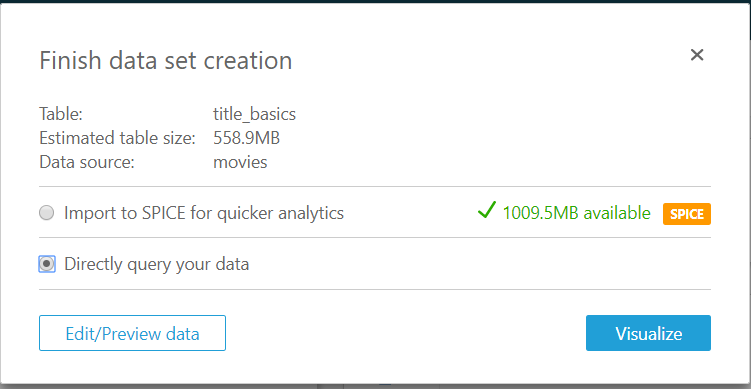 Finish data set creation
Table: title_basics
Estimated table size: 558.9MB
Data source: movies
Import to SPICE for quicker analytics 1009.5MB available SPICE
Directly query your data
Edit/Preview data Visualize